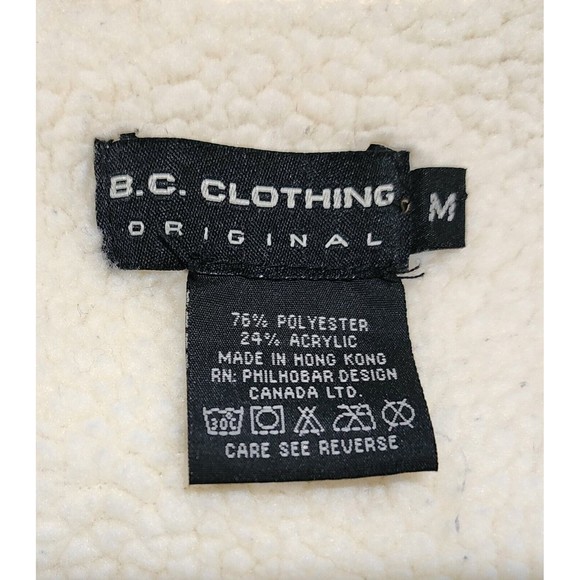 B.C. CLOTHING
ORIGINAL
M
76% POLYESTER
24% ACRYLIC
MADE IN HONG KONG
RN: PHILHOBAR DESIGN
CANADA LTD.
30C
CARE SEE REVERSE